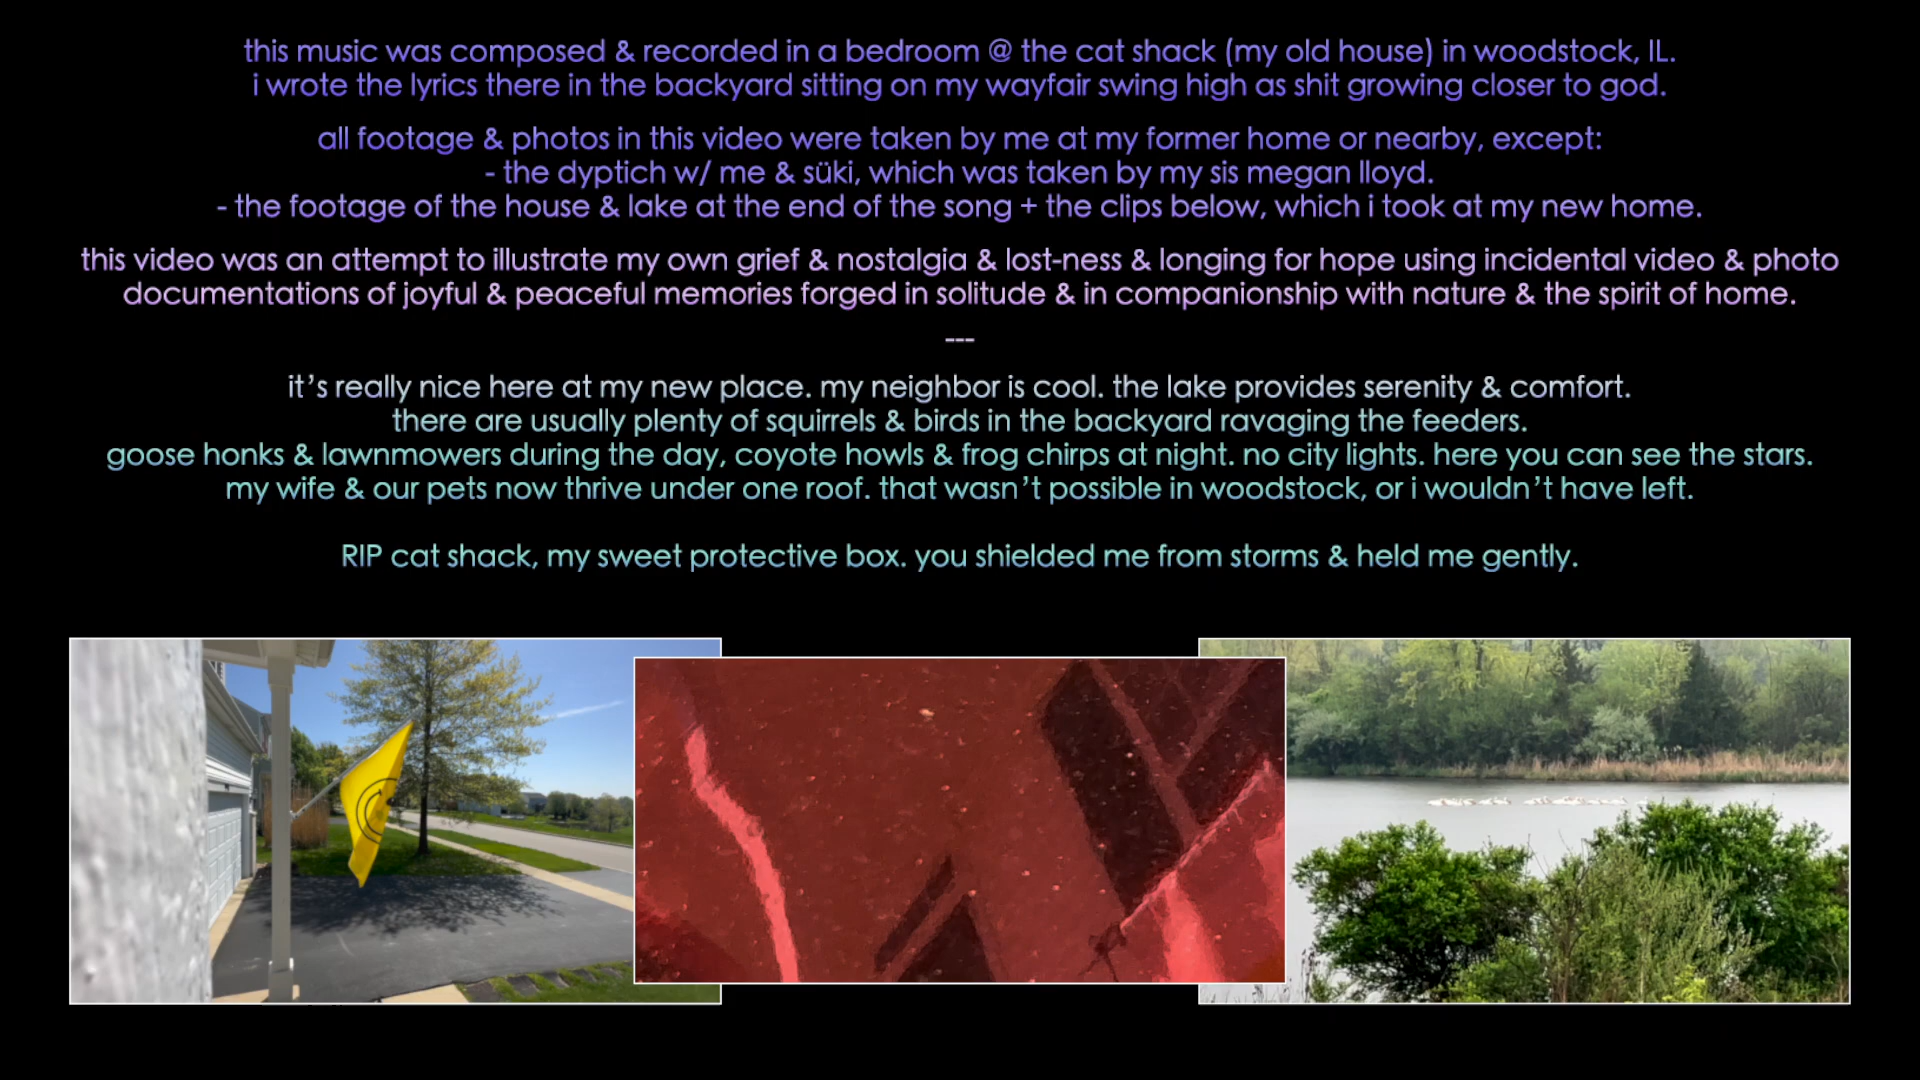 this music was composed & recorded in a bedroom @ the cat shack (my old house) in woodstock, IL.
i wrote the lyrics there in the backyard sitting on my wayfair swing high as shit growing closer to god.
all footage & photos in this video were taken by me at my former home or nearby, except:
- the dyptich w/ me & süki, which was taken by my sis megan lloyd.
- the footage of the house & lake at the end of the song + the clips below, which i took at my new home.
this video was an attempt to illustrate my own grief & nostalgia & lost-ness & longing for hope using incidental video & photo
documentations of joyful & peaceful memories forged in solitude & in companionship with nature & the spirit of home.
---
it's really nice here at my new place. my neighbor is cool. the lake provides serenity & comfort.
there are usually plenty of squirrels & birds in the backyard ravaging the feeders.
goose honks & lawnmowers during the day, coyote howls & frog chirps at night. no city lights. here you can see the stars.
my wife & our pets now thrive under one roof. that wasn't possible in woodstock, or i wouldn't have left.
RIP cat shack, my sweet protective box. you shielded me from storms & held me gently.